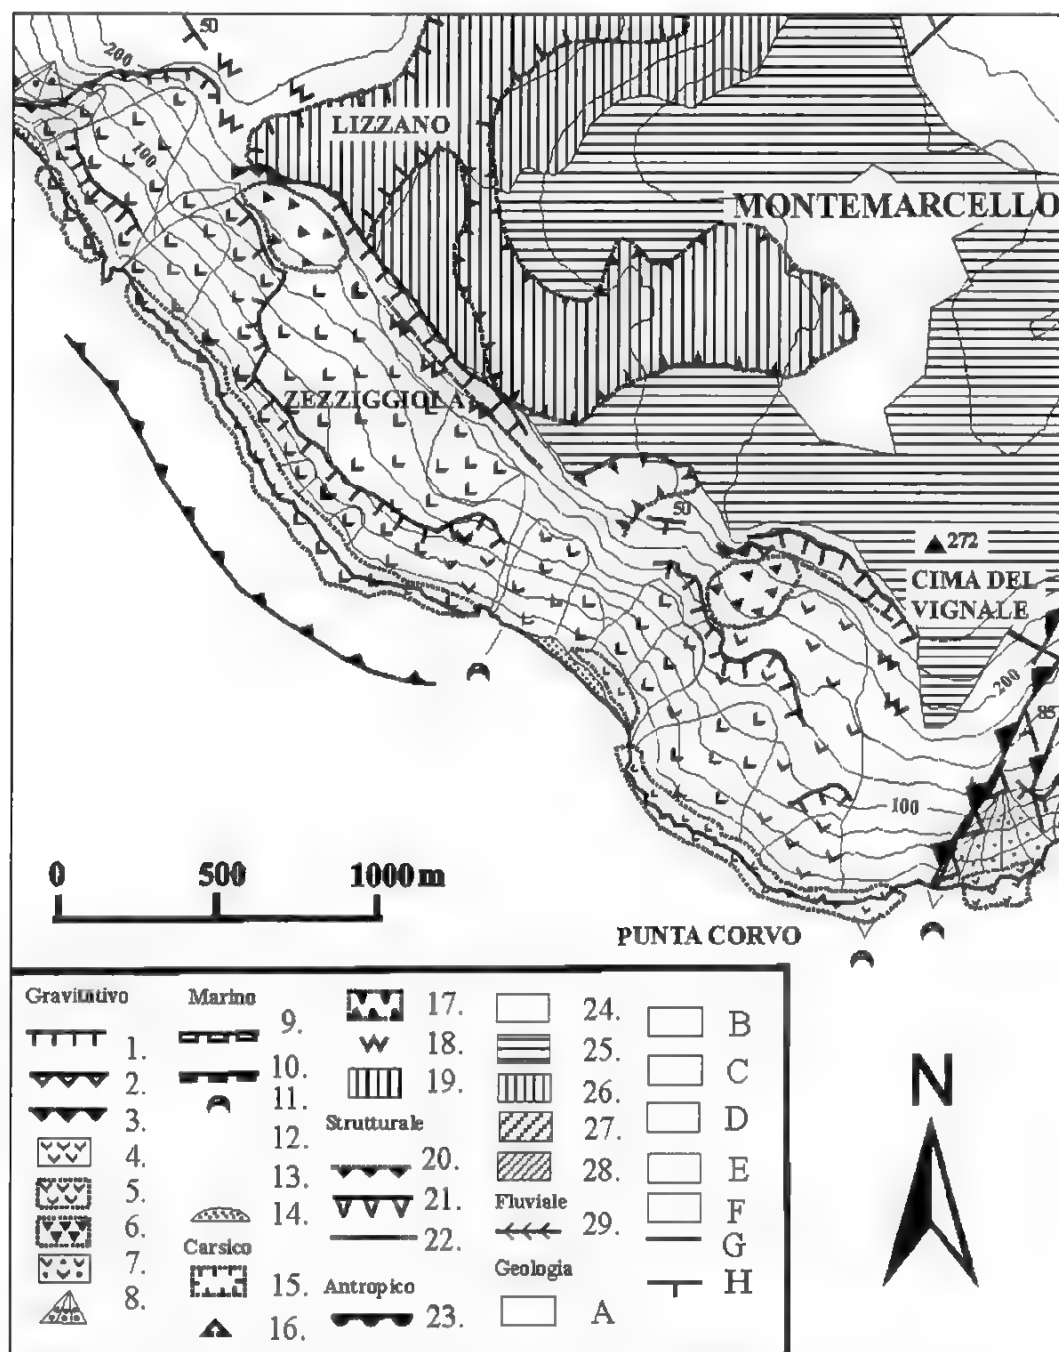 50
200
LIZZANO
100
MONTEMARCELLO
ZEZZIGGIOLA
50
272
CIMA DEL
VIGNALE
200
85
100
0 500 1000 m
PUNTA CORVO
Gravitativo
1.
2.
3.
4.
5.
6.
7.
8.
Marino
9.
10.
11.
12.
13.
14.
Carsico
15.
16.
17.
18.
19.
Strutturale
20.
21.
22.
Antropico
23.
24.
25.
26.
27.
28.
Fluviale
29.
Geologia
A
B
C
D
E
F
G
H
N